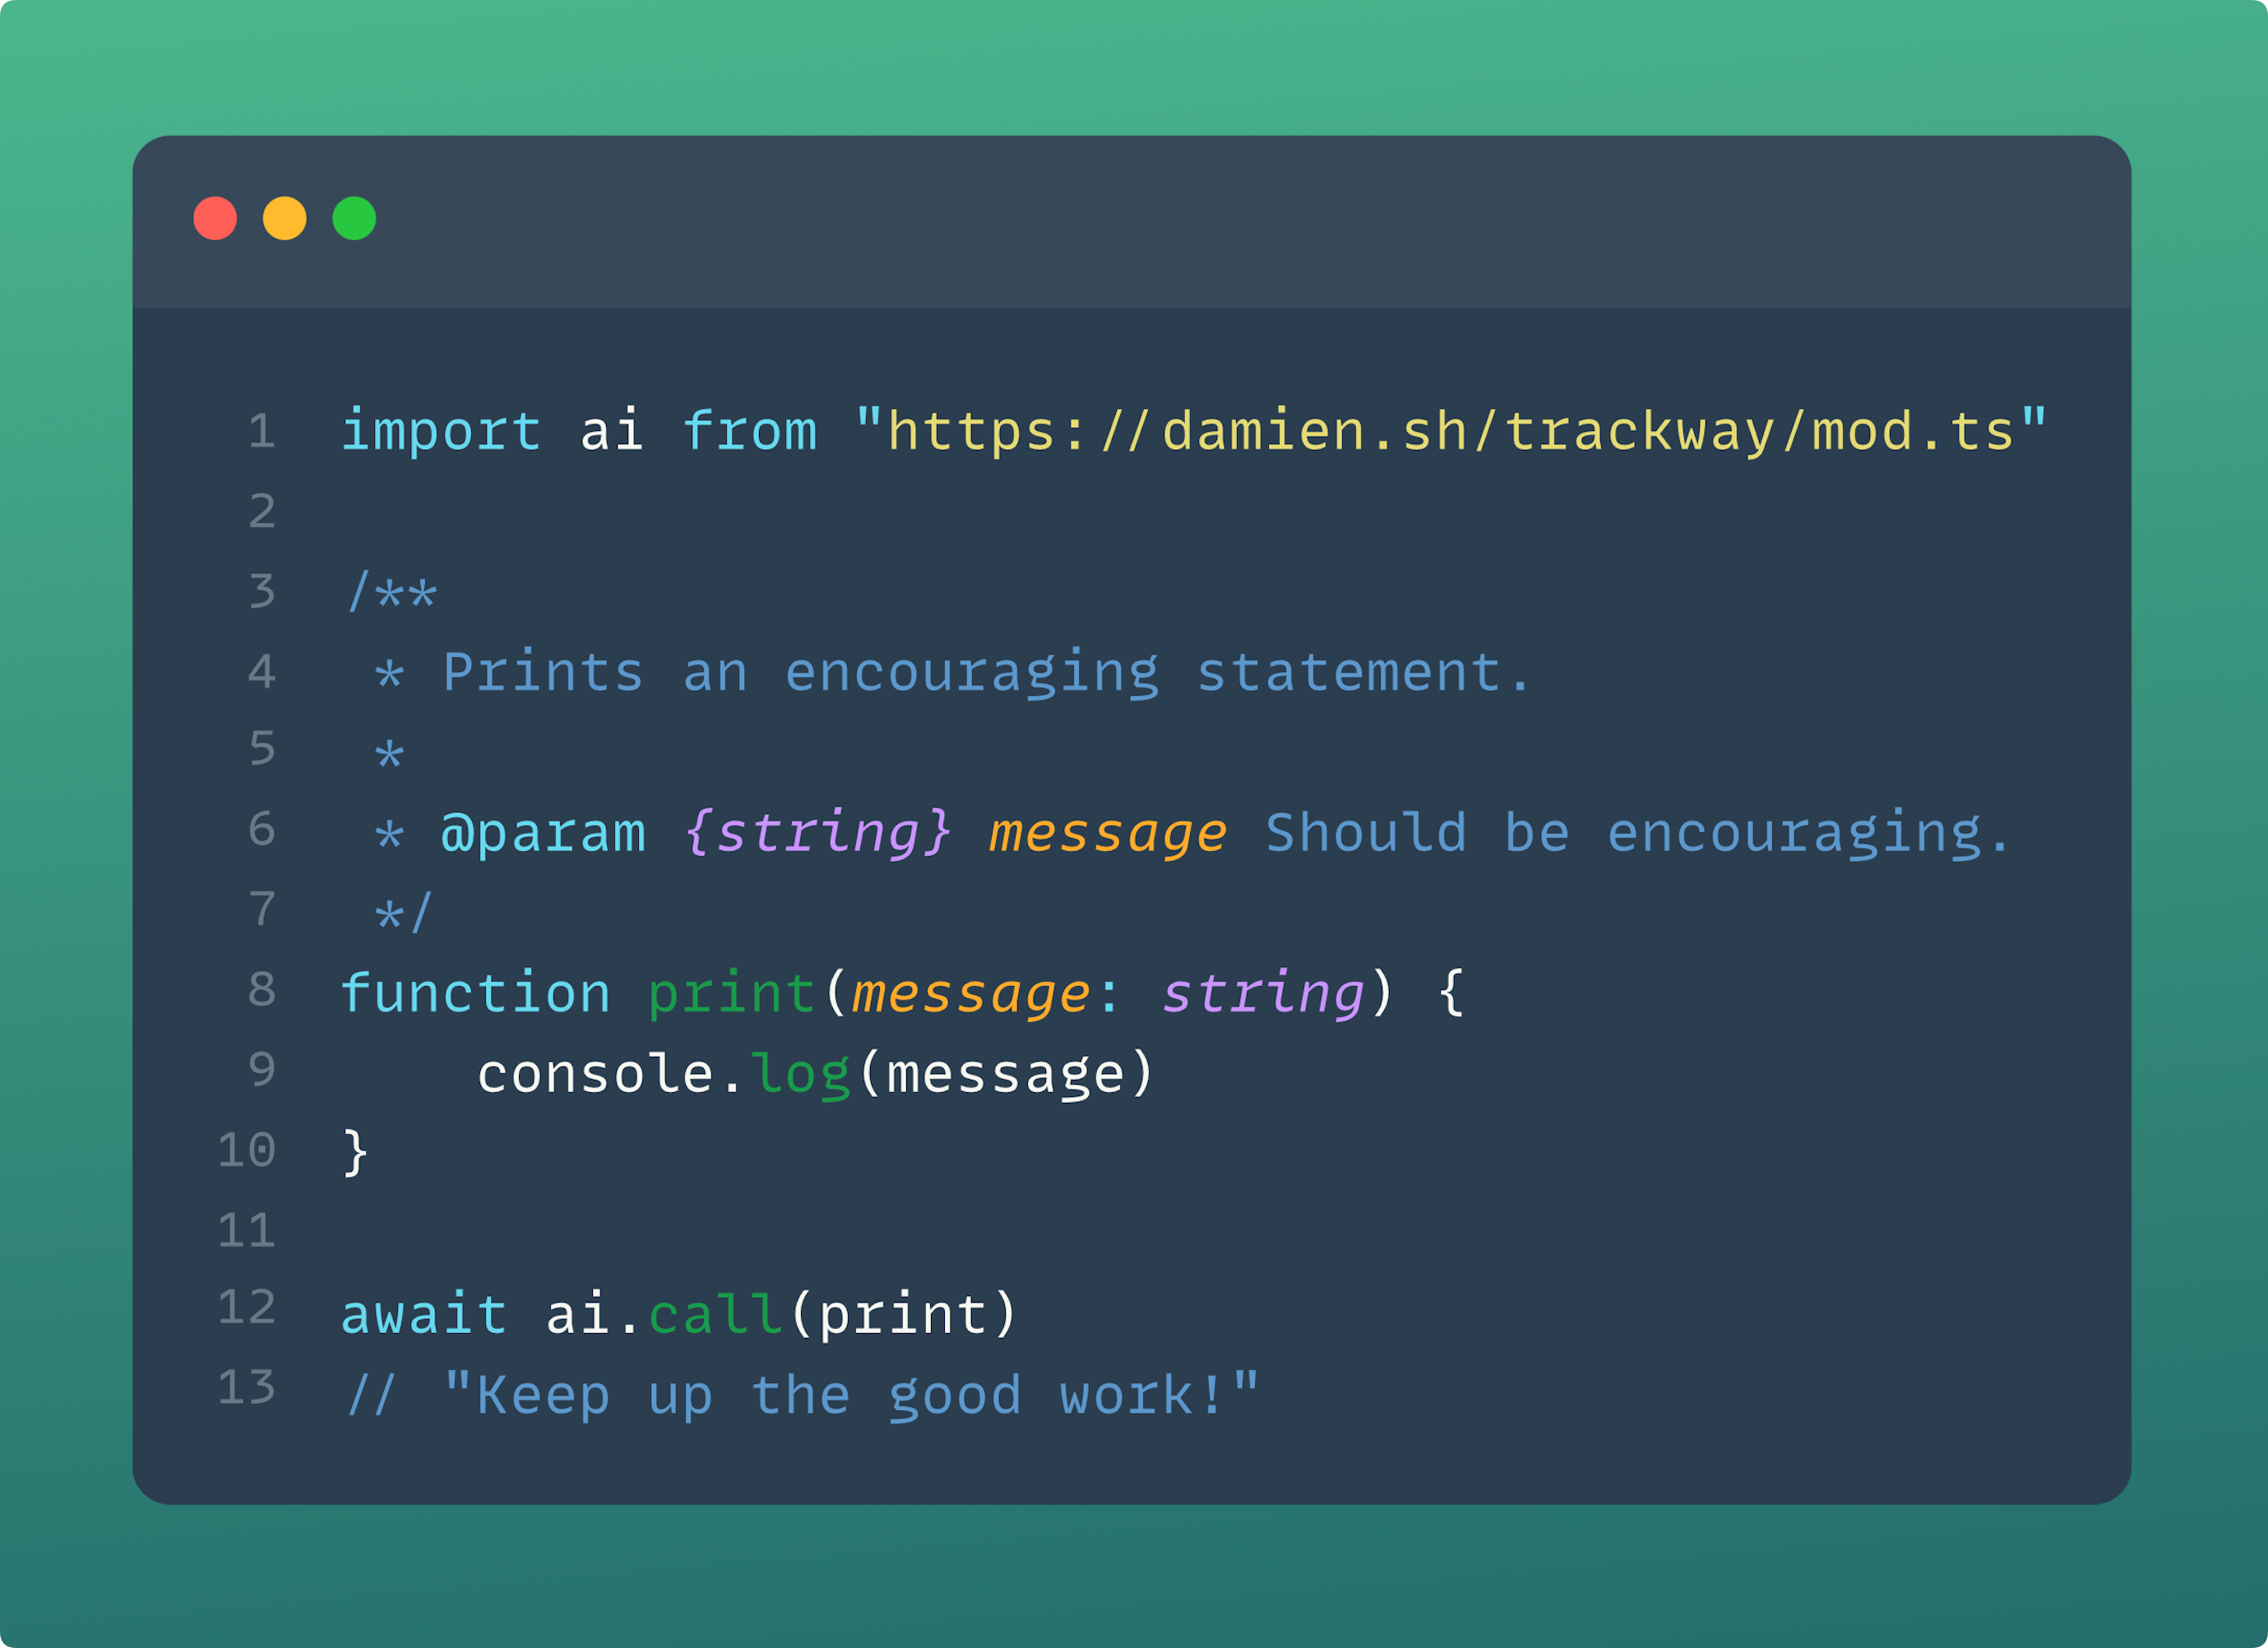 1 import ai from "https://damien.sh/trackway/mod.ts"
2
3 /**
4  * Prints an encouraging statement.
5  *
6  * @param {string} message Should be encouraging.
7  */
8 function print(message: string) {
9     console.log(message)
10 }
11
12 await ai.call(print)
13 // "Keep up the good work!"